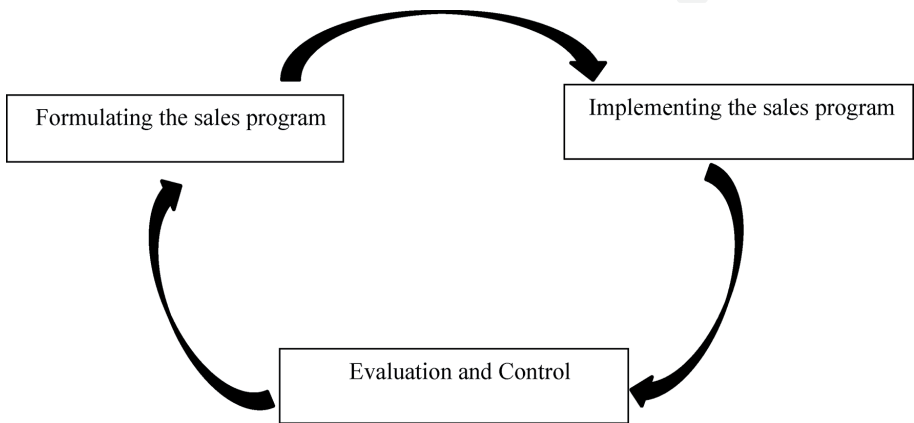 Formulating the sales program
Implementing the sales program
Evaluation and Control